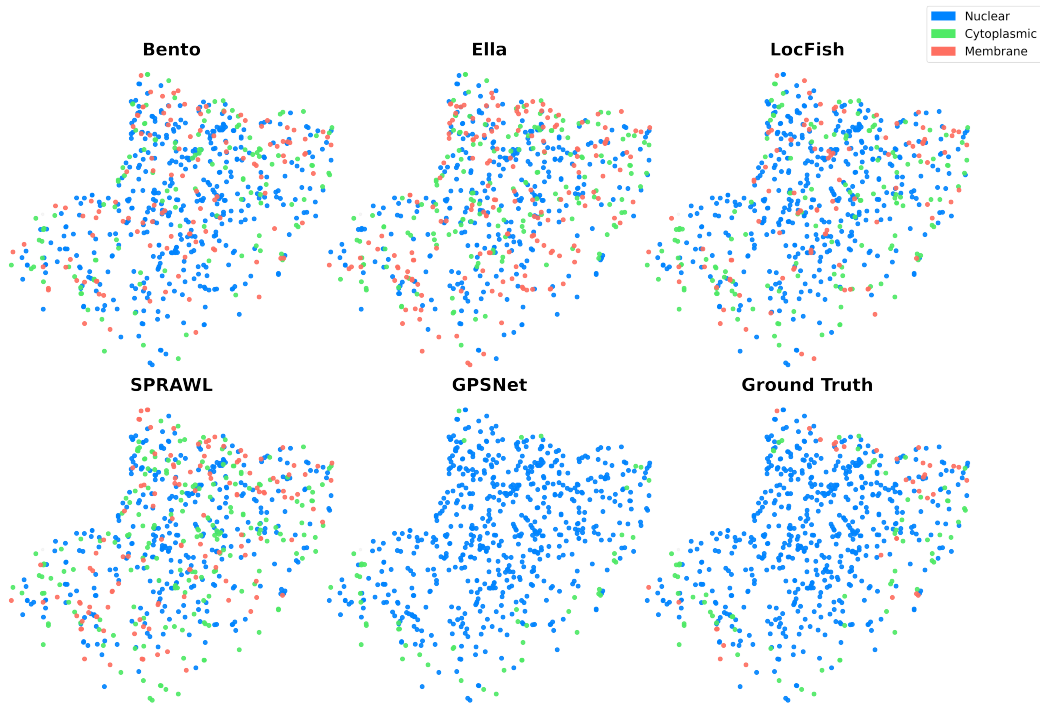 Nuclear
Cytoplasmic
Membrane
Bento
Ella
LocFish
SPRAWL
GPSNet
Ground Truth